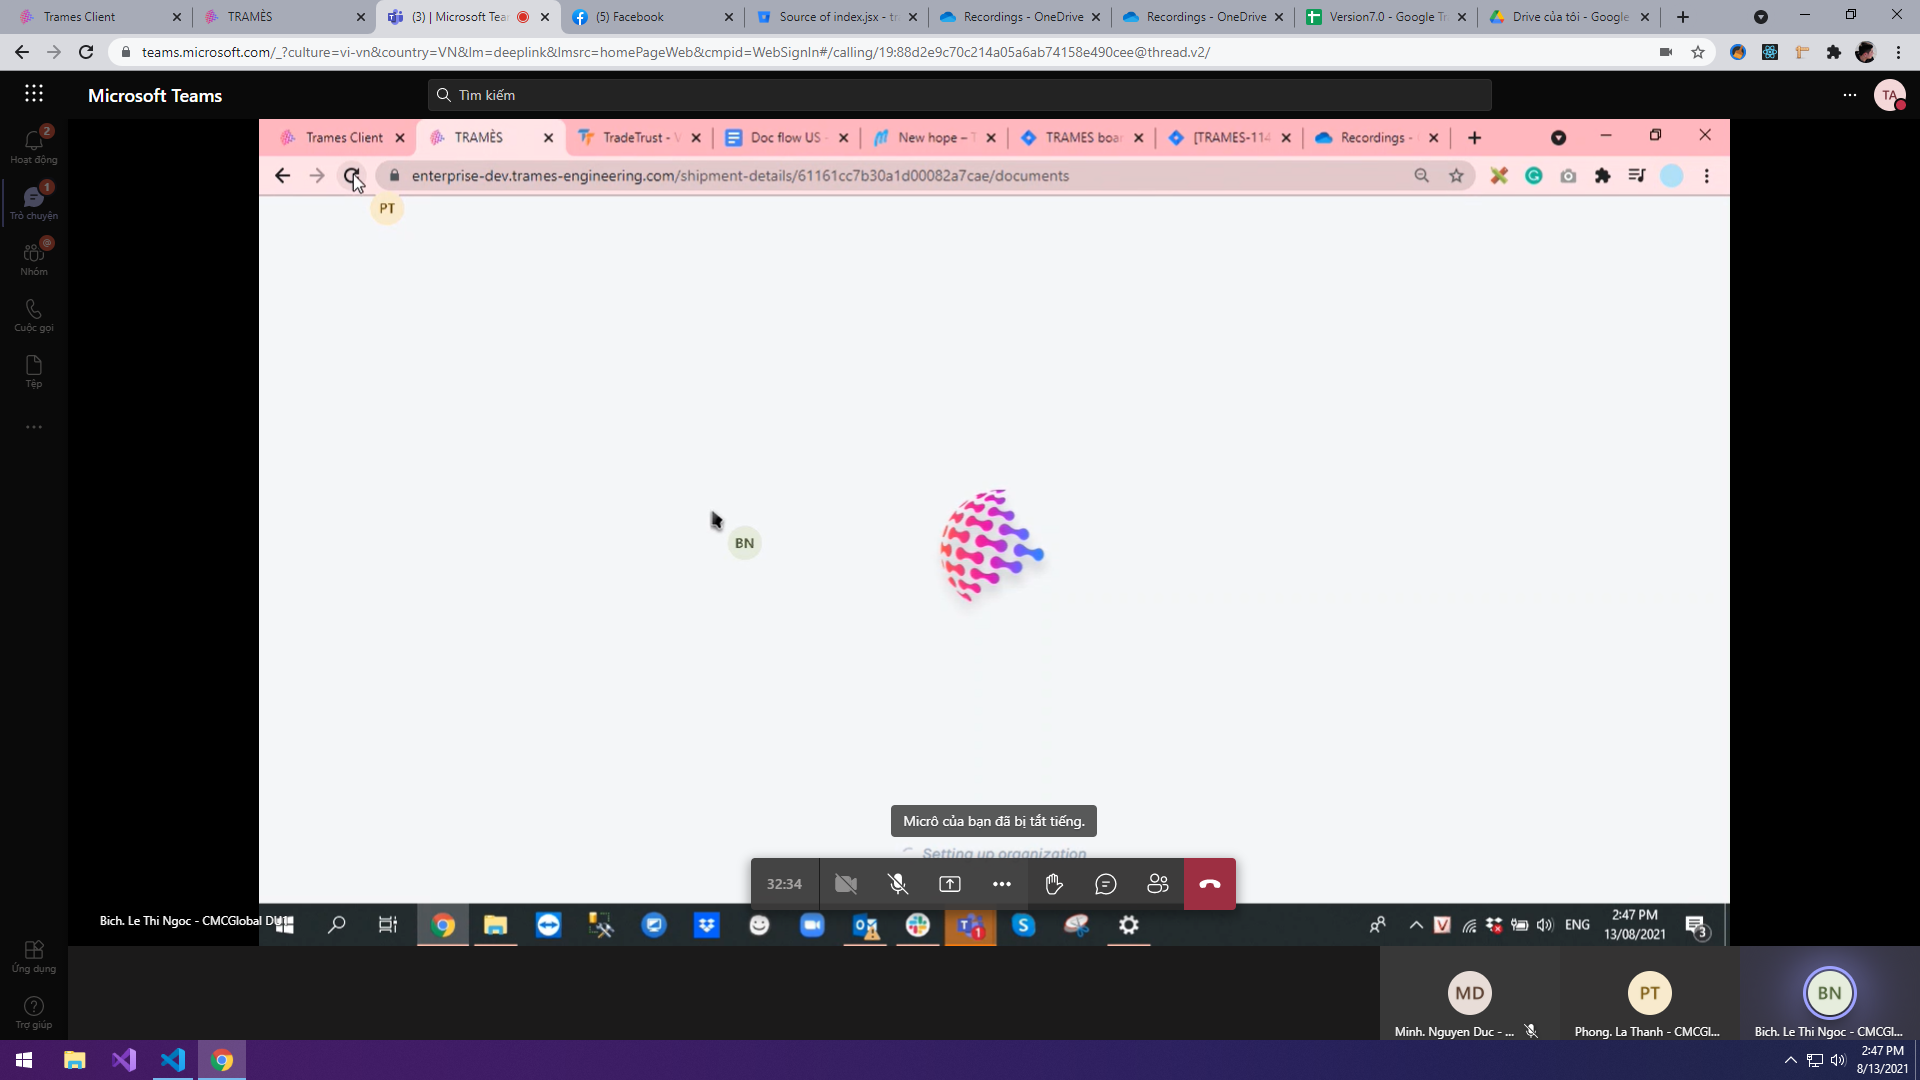 Trames Client
TRAMÈS
(3) | Microsoft Tea
(5) Facebook
Source of index.jsx - tr
Recordings - OneDrive
Recordings - OneDrive
Version7.0 - Google Tr
Drive của tôi - Google
teams.microsoft.com/_?culture=vi-vn&country=VN&lm=deeplink&lmsrc=homePageWeb&cmpid=WebSignIn#/calling/19:88d2e9c70c214a05a6ab74158e490cee@thread.v2/
Microsoft Teams
Tìm kiếm
TA
2
Hoạt động
1
Trò chuyện
@
Nhóm
Cuộc gọi
Tệp
Ứng dụng
Trợ giúp
Trames Client
TRAMÈS
TradeTrust - V
Doc flow US -
New hope – T
TRAMES boar
[TRAMES-114
Recordings -
enterprise-dev.trames-engineering.com/shipment-details/61161cc7b30a1d00082a7cae/documents
PT
BN
Micrô của bạn đã bị tắt tiếng.
Setting up organization
32:34
Bich. Le Thi Ngoc - CMCGlobal DU1
1
ENG
2:47 PM
13/08/2021
3
MD
Minh. Nguyen Duc - ...
PT
Phong. La Thanh - CMCGl...
BN
Bich. Le Thi Ngoc - CMCGl...
2:47 PM
8/13/2021